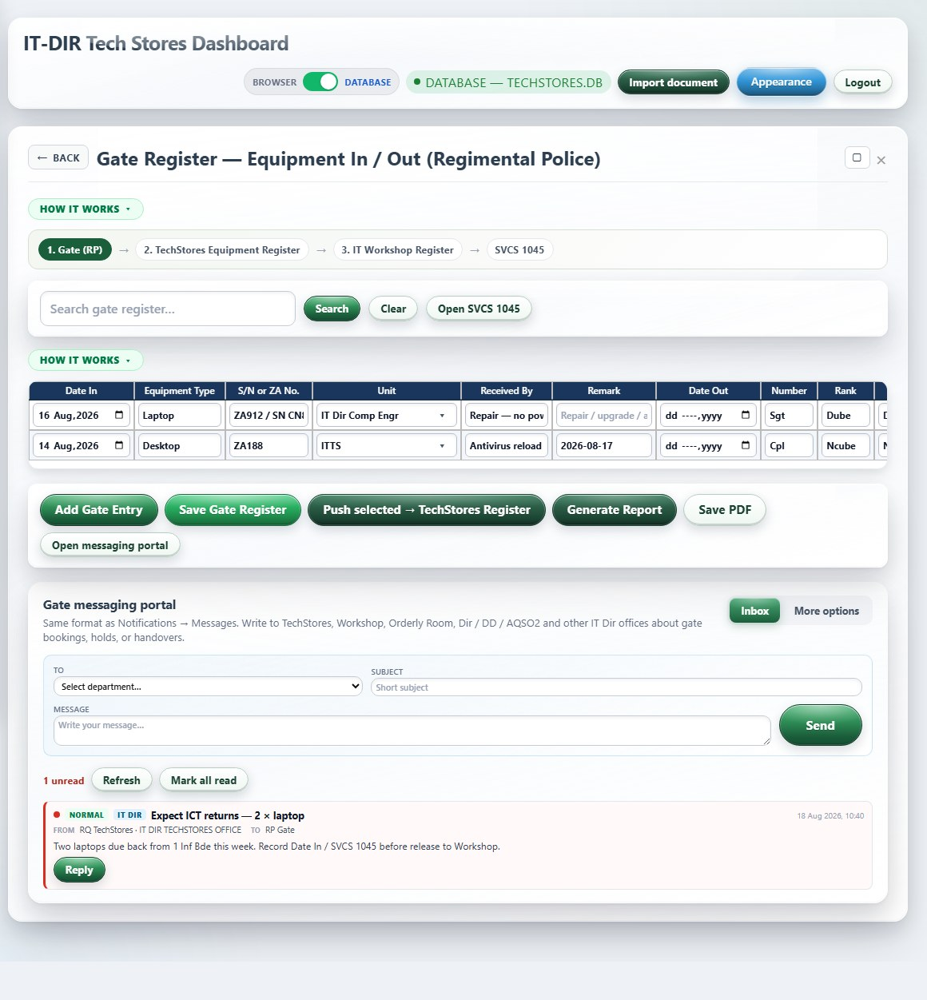 IT-DIR Tech Stores Dashboard
BROWSER DATABASE DATABASE — TECHSTORES.DB Import document Appearance Logout
← BACK Gate Register — Equipment In / Out (Regimental Police)
HOW IT WORKS
1. Gate (RP) → 2. TechStores Equipment Register → 3. IT Workshop Register → SVCS 1045
Search gate register... Search Clear Open SVCS 1045
HOW IT WORKS
Date In Equipment Type S/N or ZA No. Unit Received By Remark Date Out Number Rank
16 Aug,2026 Laptop ZA912 / SN CN IT Dir Comp Engr Repair — no pow Repair / upgrade / a dd ----,yyyy Sgt Dube
14 Aug,2026 Desktop ZA188 ITTS Antivirus reload 2026-08-17 dd ----,yyyy Cpl Ncube
Add Gate Entry Save Gate Register Push selected → TechStores Register Generate Report Save PDF
Open messaging portal
Gate messaging portal
Inbox More options
Same format as Notifications → Messages. Write to TechStores, Workshop, Orderly Room, Dir / DD / AQSO2 and other IT Dir offices about gate
bookings, holds, or handovers.
TO SUBJECT
Select department... Short subject
MESSAGE
Write your message...
Send
1 unread Refresh Mark all read
NORMAL IT DIR Expect ICT returns — 2 × laptop 18 Aug 2026, 10:40
FROM RQ TechStores · IT DIR TECHSTORES OFFICE TO RP Gate
Two laptops due back from 1 Inf Bde this week. Record Date In / SVCS 1045 before release to Workshop.
Reply